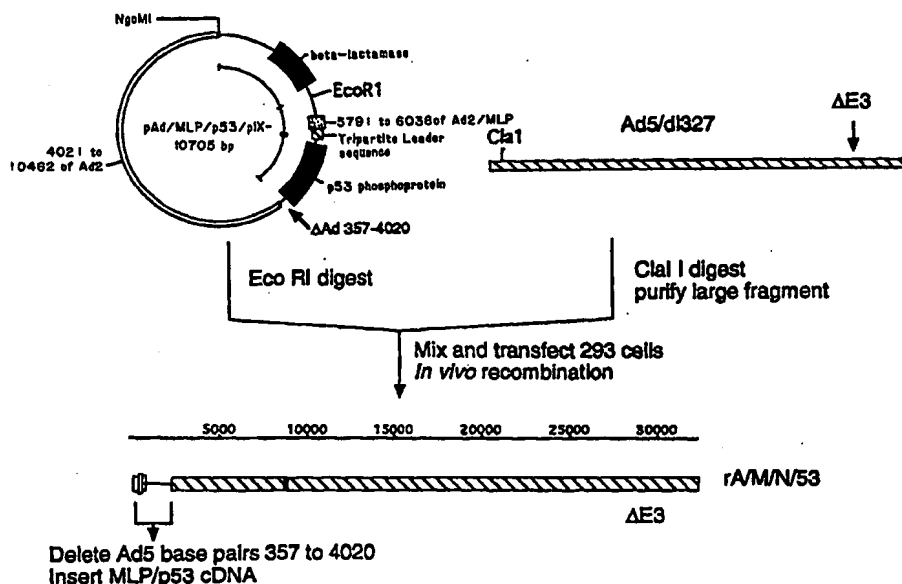 NgoMI
beta-lactamase
EcoR1
5791 to 6038 of Ad2/MLP
Tripartite Leader
sequence
pAd/MLP/p53/pIX-
10705 bp
4021 to
10462 of Ad2
p53 phosphoprotein
ΔAd 357-4020
Cla1
Ad5/dl327
ΔE3
Eco RI digest
ClaI I digest
purify large fragment
Mix and transfect 293 cells
In vivo recombination
5000 10000 15000 20000 25000 30000
rA/M/N/53
ΔE3
Delete Ad5 base pairs 357 to 4020
Insert MLP/p53 cDNA